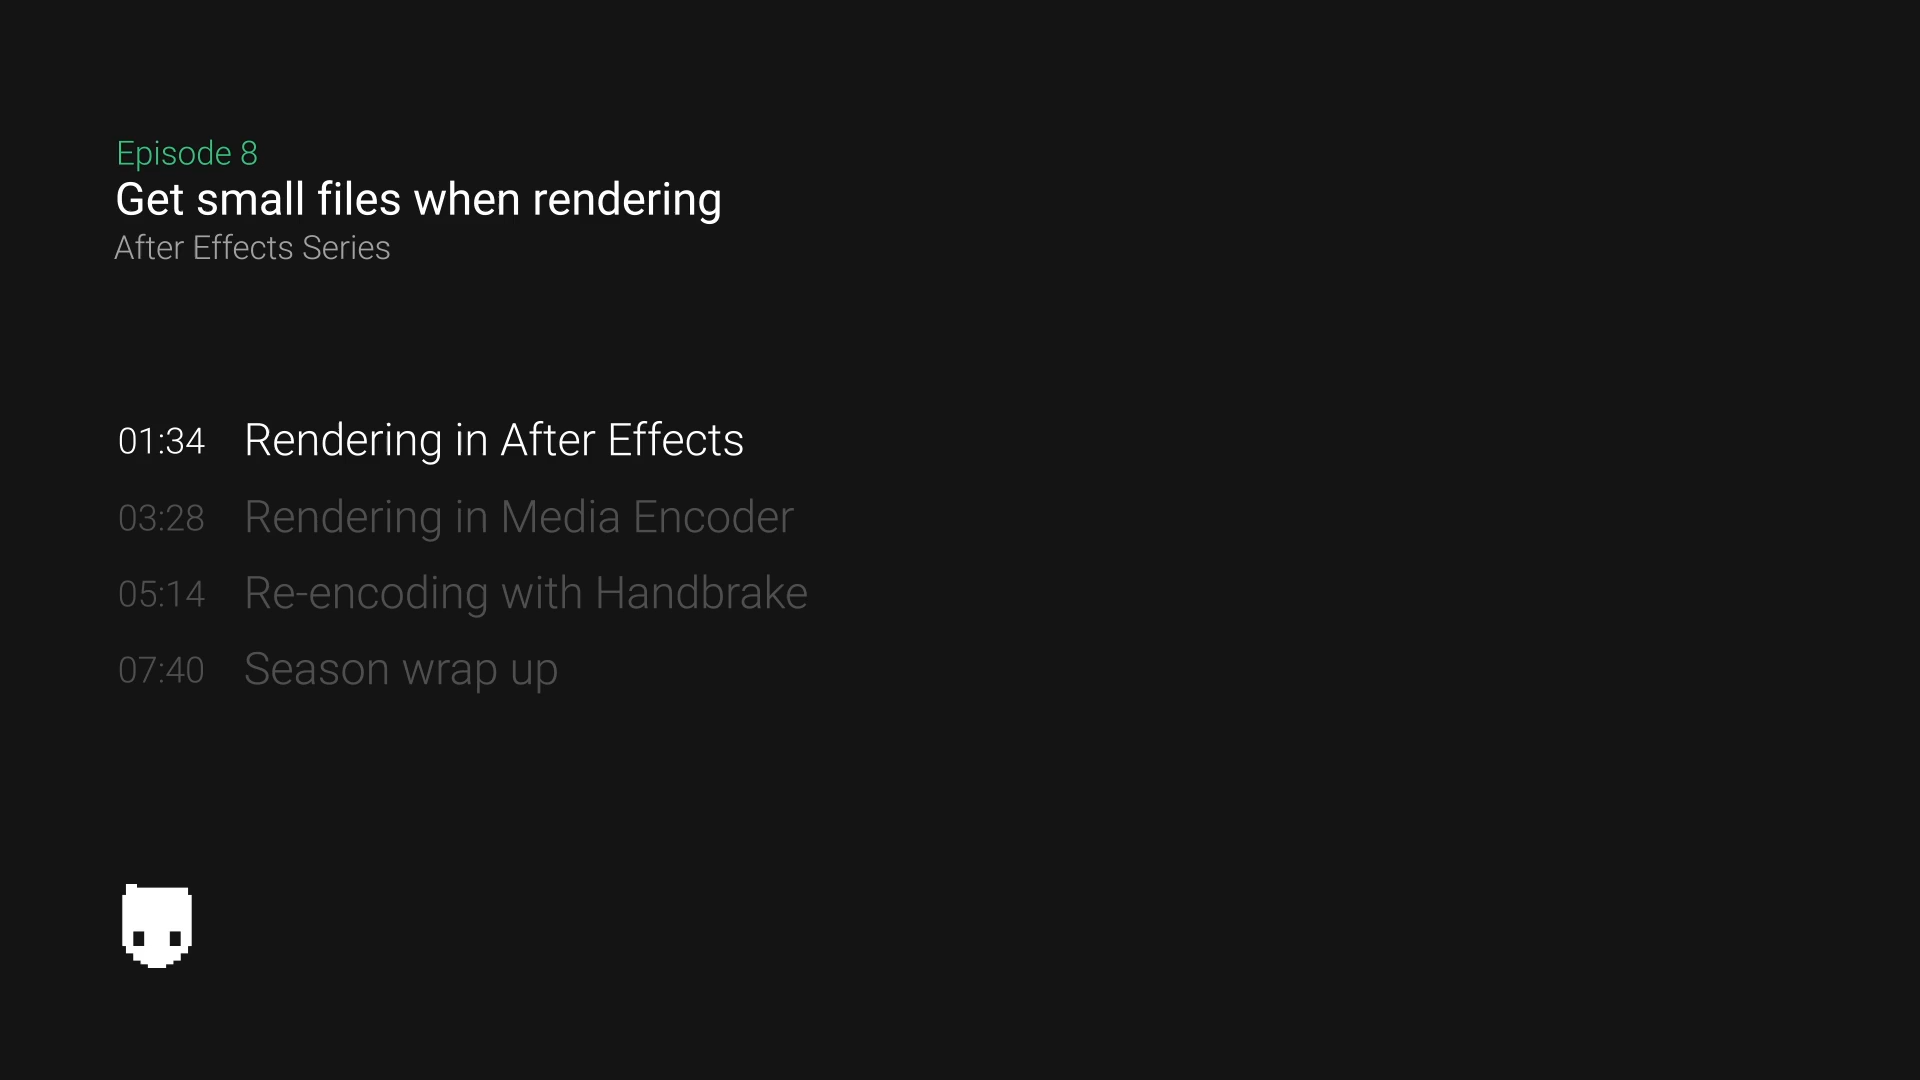 Episode 8
Get small files when rendering
After Effects Series
01:34 Rendering in After Effects
03:28 Rendering in Media Encoder
05:14 Re-encoding with Handbrake
07:40 Season wrap up